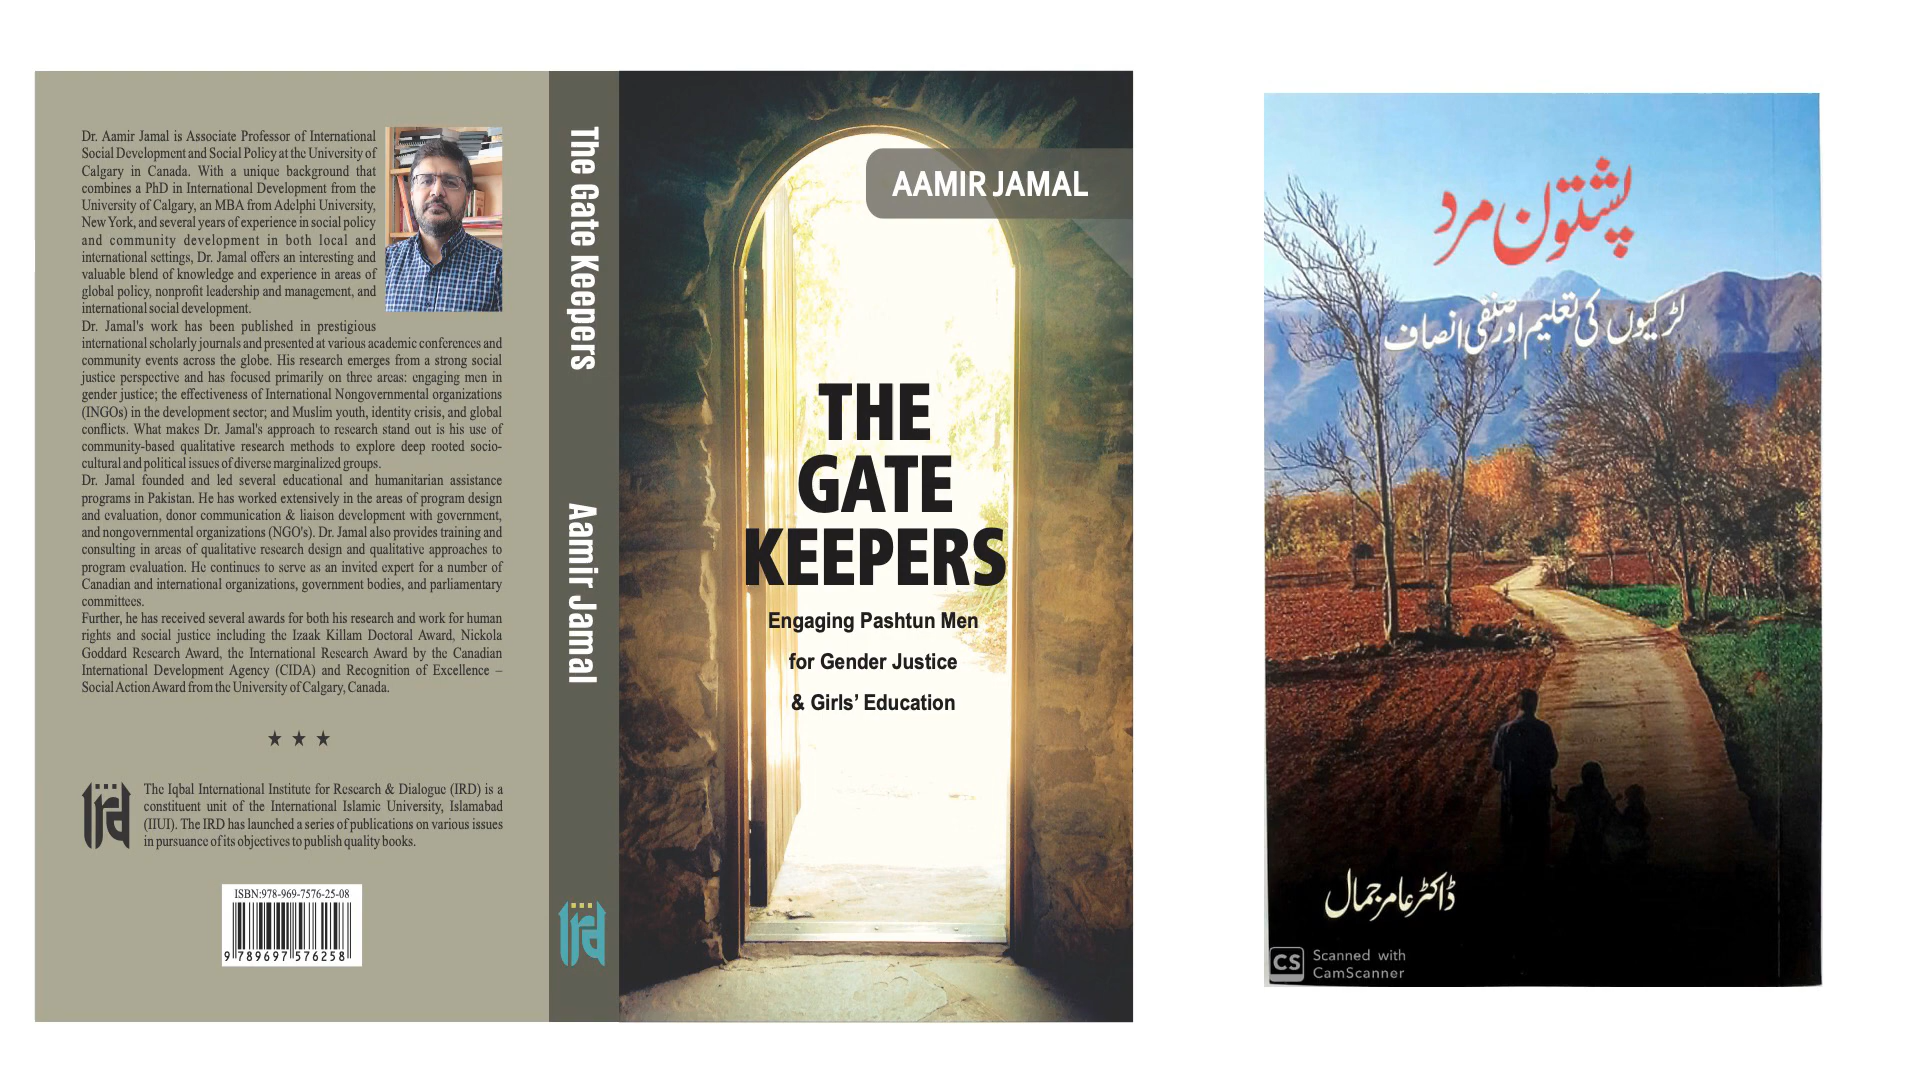 Dr. Aamir Jamal is Associate Professor of International
Social Development and Social Policy at the University of
Calgary in Canada. With a unique background that
combines a PhD in International Development from the
University of Calgary, an MBA from Adelphi University,
New York, and several years of experience in social policy
and community development in both local and
international settings, Dr. Jamal offers an interesting and
valuable blend of knowledge and experience in areas of
global policy, nonprofit leadership and management, and
international social development.
Dr. Jamal's work has been published in prestigious
international scholarly journals and presented at various academic conferences and
community events across the globe. His research emerges from a strong social
justice perspective and has focused primarily on three areas: engaging men in
gender justice; the effectiveness of International Nongovernmental organizations
(INGOs) in the development sector; and Muslim youth, identity crisis, and global
conflicts. What makes Dr. Jamal's approach to research stand out is his use of
community-based qualitative research methods to explore deep rooted socio-
cultural and political issues of diverse marginalized groups.
Dr. Jamal founded and led several educational and humanitarian assistance
programs in Pakistan. He has worked extensively in the areas of program design
and evaluation, donor communication & liaison development with government,
and nongovernmental organizations (NGO's). Dr. Jamal also provides training and
consulting in areas of qualitative research design and qualitative approaches to
program evaluation. He continues to serve as an invited expert for a number of
Canadian and international organizations, government bodies, and parliamentary
committees.
Further, he has received several awards for both his research and work for human
rights and social justice including the Izaak Killam Doctoral Award, Nickola
Goddard Research Award, the International Research Award by the Canadian
International Development Agency (CIDA) and Recognition of Excellence –
Social Action Award from the University of Calgary, Canada.
★ ★ ★
ird
The Iqbal International Institute for Research & Dialogue (IRD) is a
constituent unit of the International Islamic University, Islamabad
(IIUI). The IRD has launched a series of publications on various issues
in pursuance of its objectives to publish quality books.
ISBN:978-969-7576-25-08
9 789697 576258
The Gate Keepers
Aamir Jamal
ird
AAMIR JAMAL
THE
GATE
KEEPERS
Engaging Pashtun Men
for Gender Justice
& Girls’ Education
پشتون مرد
لڑکیوں کی تعلیم اور صنفی انصاف
ڈاکٹر عامر جمال
CS
Scanned with
CamScanner